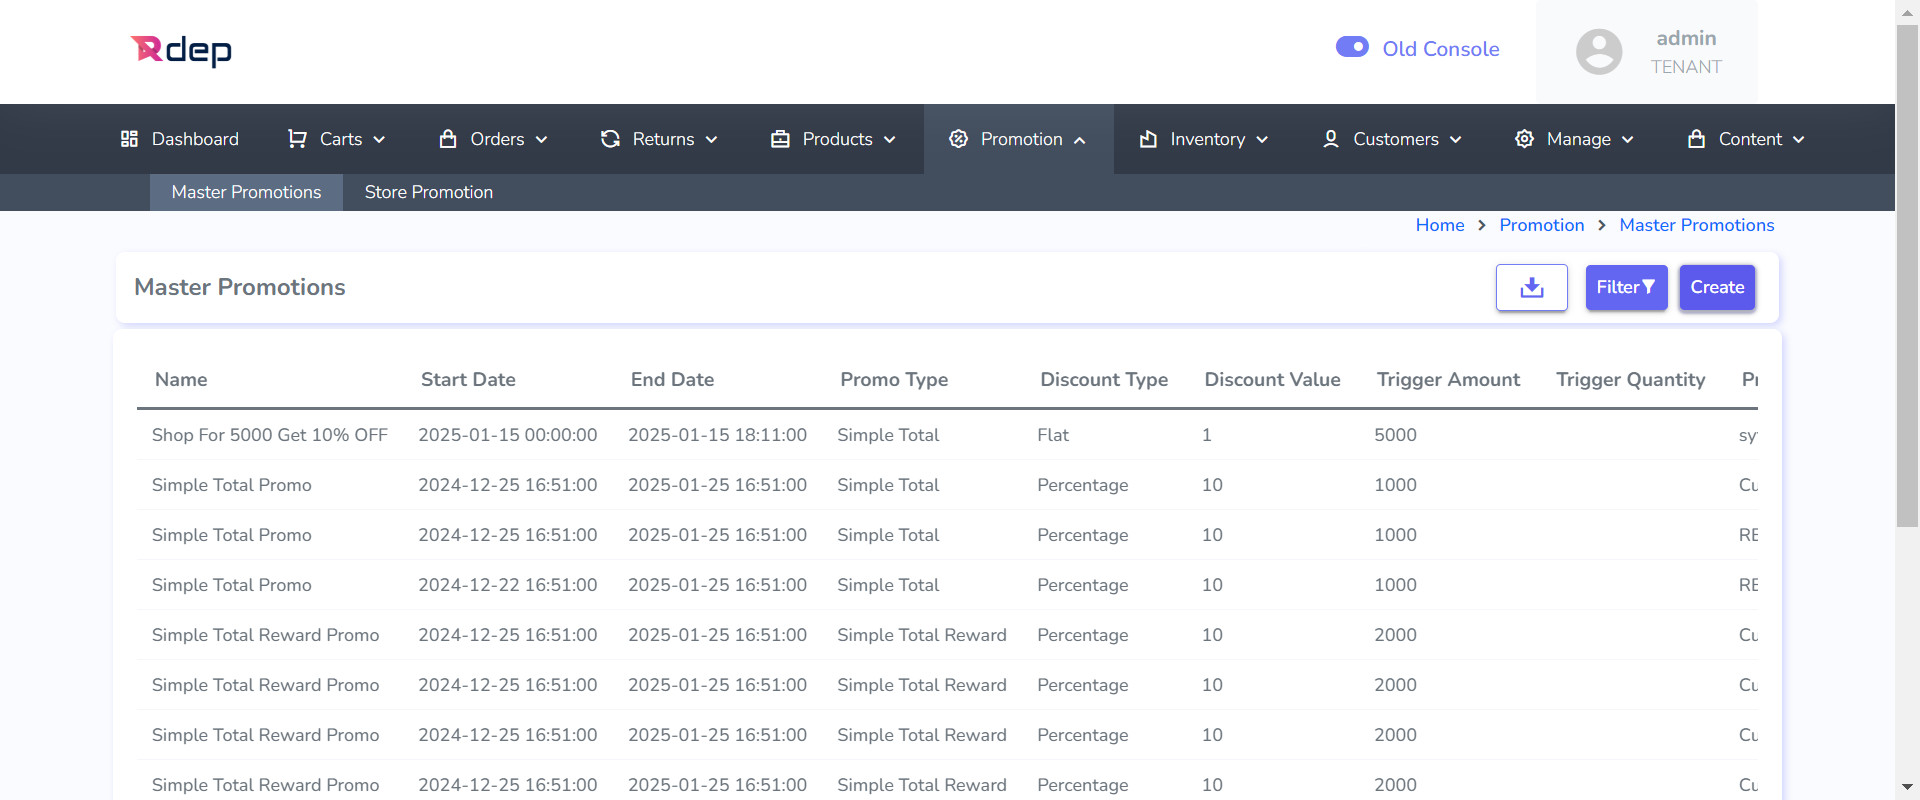 Rdep
Old Console
admin
TENANT
Dashboard Carts Orders Returns Products Promotion Inventory Customers Manage Content
Master Promotions Store Promotion
Home > Promotion > Master Promotions
Master Promotions Filter Create
Name Start Date End Date Promo Type Discount Type Discount Value Trigger Amount Trigger Quantity
Shop For 5000 Get 10% OFF 2025-01-15 00:00:00 2025-01-15 18:11:00 Simple Total Flat 1 5000
Simple Total Promo 2024-12-25 16:51:00 2025-01-25 16:51:00 Simple Total Percentage 10 1000 Cu
Simple Total Promo 2024-12-25 16:51:00 2025-01-25 16:51:00 Simple Total Percentage 10 1000 RE
Simple Total Promo 2024-12-22 16:51:00 2025-01-25 16:51:00 Simple Total Percentage 10 1000 RE
Simple Total Reward Promo 2024-12-25 16:51:00 2025-01-25 16:51:00 Simple Total Reward Percentage 10 2000 Cu
Simple Total Reward Promo 2024-12-25 16:51:00 2025-01-25 16:51:00 Simple Total Reward Percentage 10 2000 Cu
Simple Total Reward Promo 2024-12-25 16:51:00 2025-01-25 16:51:00 Simple Total Reward Percentage 10 2000 Cu
Simple Total Reward Promo 2024-12-25 16:51:00 2025-01-25 16:51:00 Simple Total Reward Percentage 10 2000 Cu